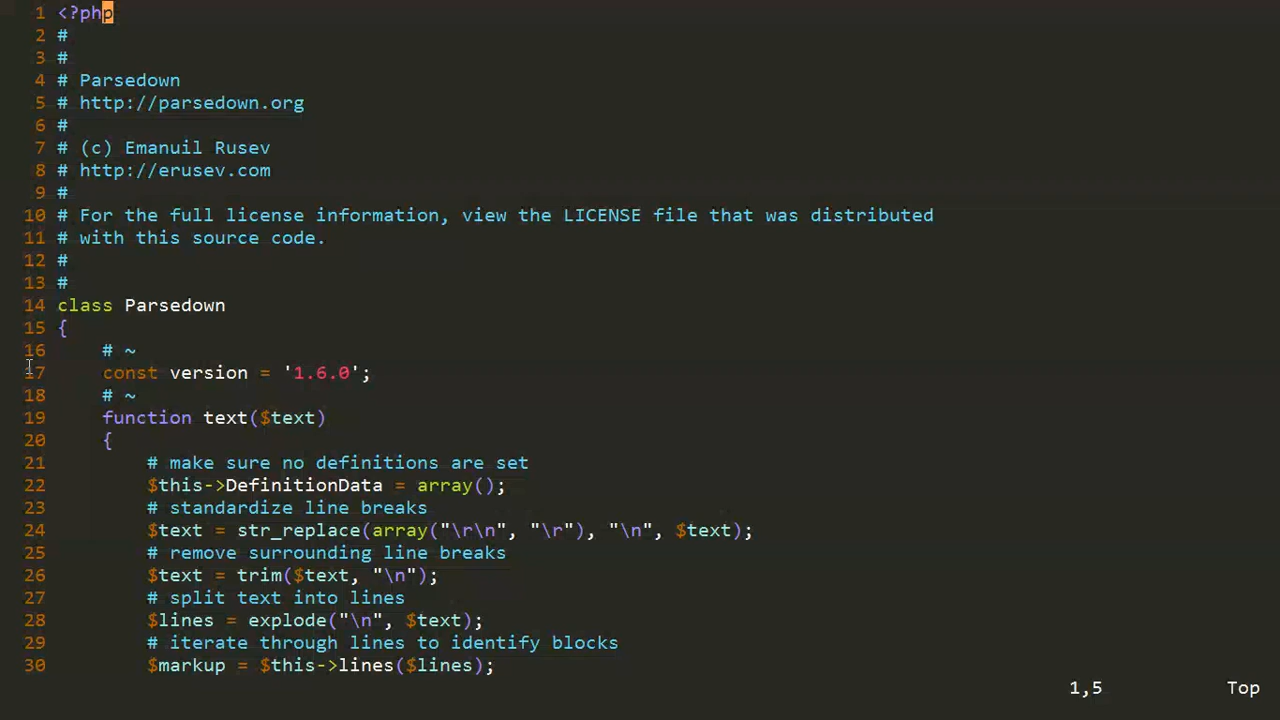 1 <?php
2 #
3 #
4 # Parsedown
5 # http://parsedown.org
6 #
7 # (c) Emanuil Rusev
8 # http://erusev.com
9 #
10 # For the full license information, view the LICENSE file that was distributed
11 # with this source code.
12 #
13 #
14 class Parsedown
15 {
16     # ~
17     const version = '1.6.0';
18     # ~
19     function text($text)
20     {
21         # make sure no definitions are set
22         $this->DefinitionData = array();
23         # standardize line breaks
24         $text = str_replace(array("\r\n", "\r"), "\n", $text);
25         # remove surrounding line breaks
26         $text = trim($text, "\n");
27         # split text into lines
28         $lines = explode("\n", $text);
29         # iterate through lines to identify blocks
30         $markup = $this->lines($lines);
1,5 Top